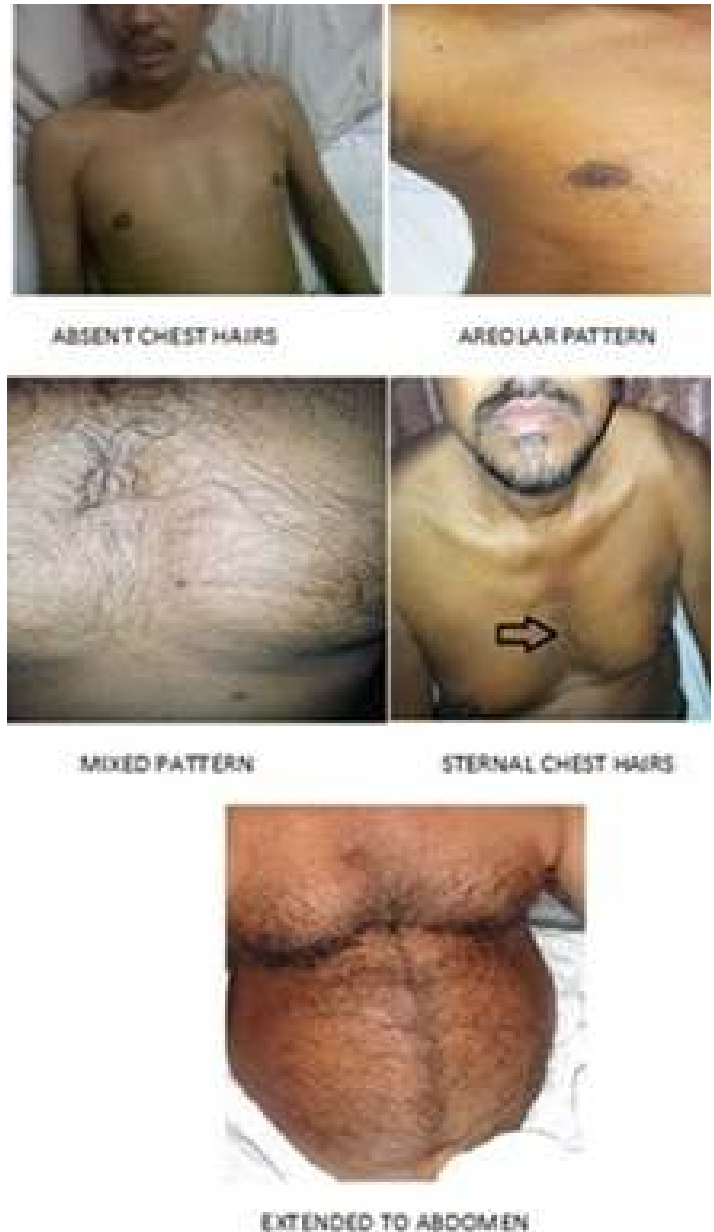 ABSENT CHEST HAIRS
AREOLAR PATTERN
MIXED PATTERN
STERNAL CHEST HAIRS
EXTENDED TO ABDOMEN